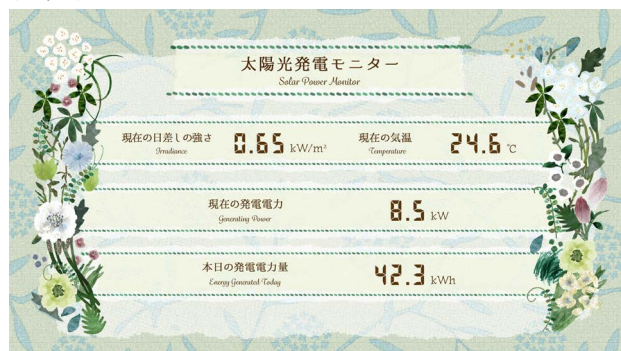 太陽光発電モニター
Solar Power Monitor
現在の日差しの強さ 0.65 kW/m² 現在の気温 24.6 ℃
Irradiance Temperature
現在の発電電力 8.5 kW
Generating Power
本日の発電電力量 42.3 kWh
Energy Generated Today